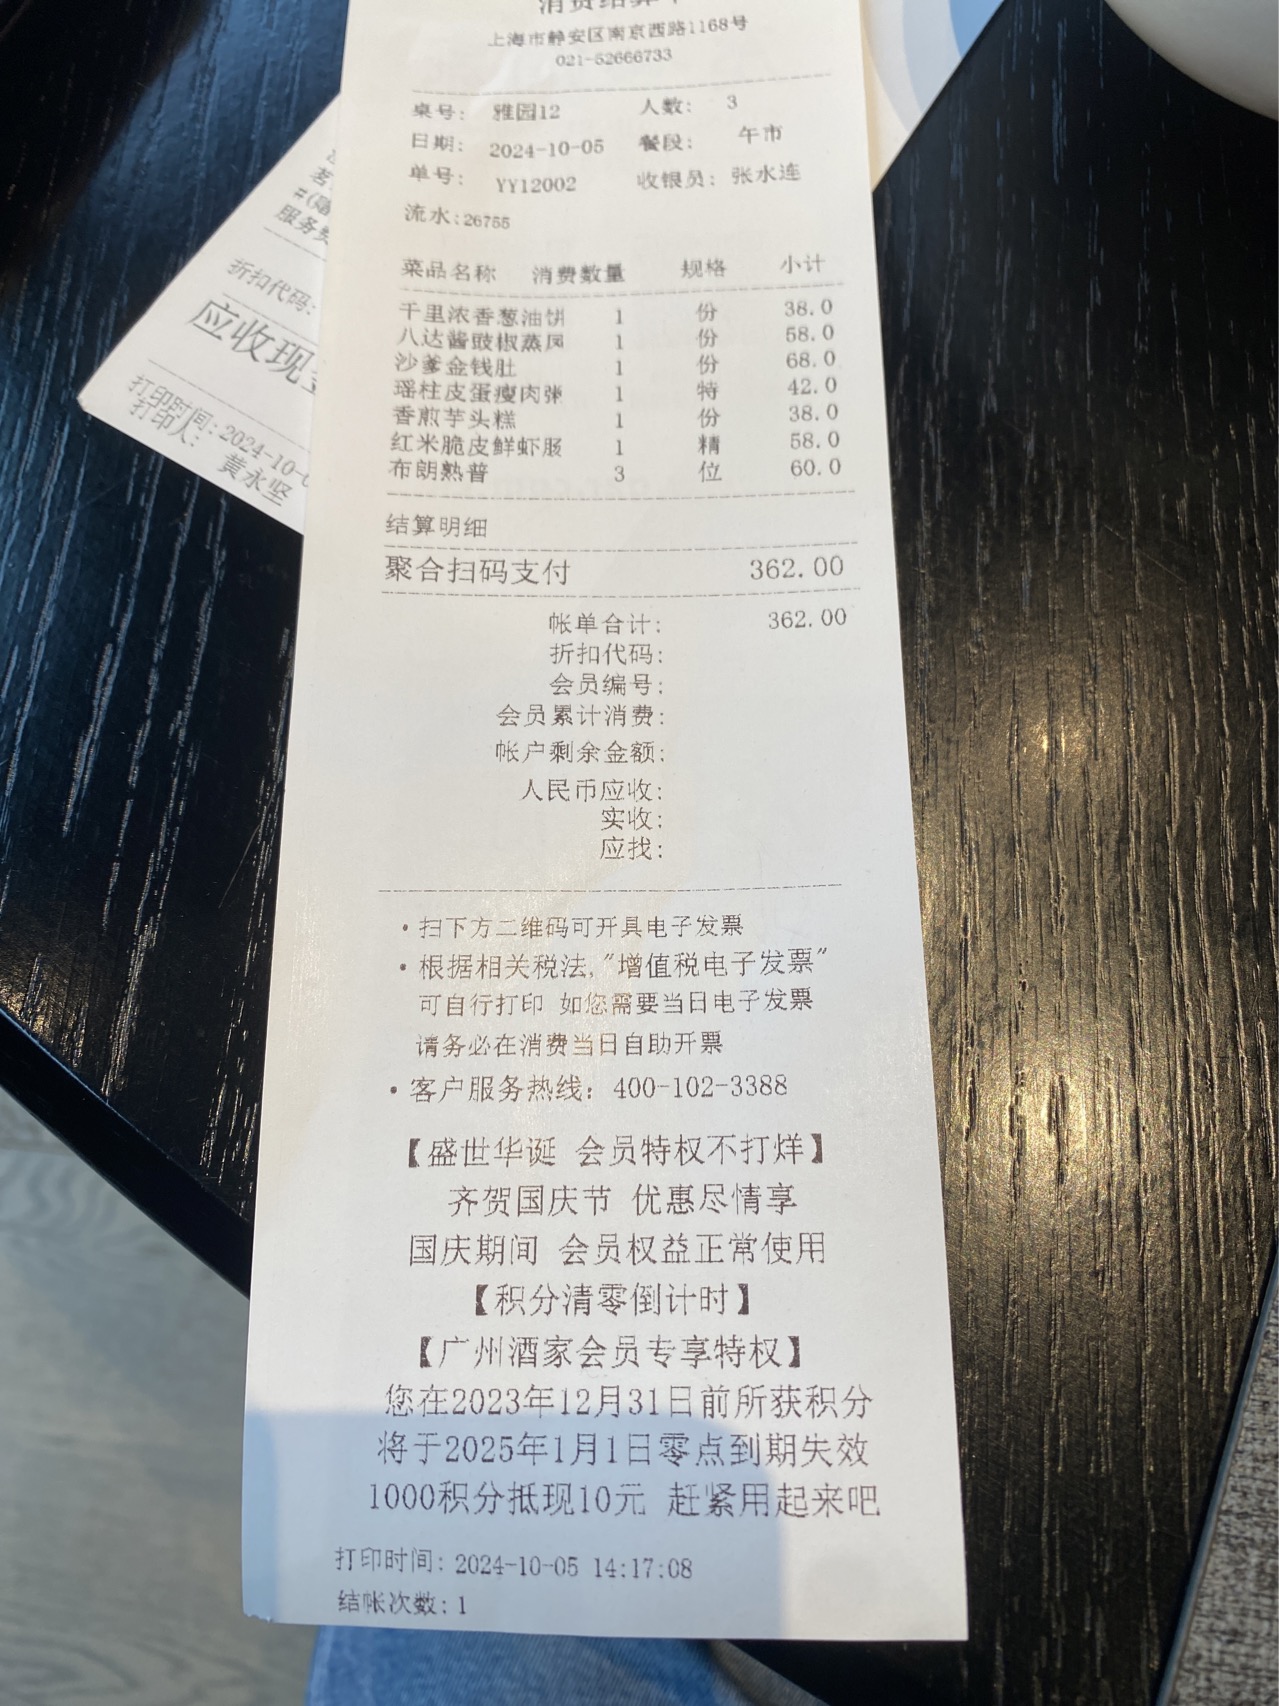 消费结算单
上海市静安区南京西路1168号
021-52666733
桌号: 雅园12 人数: 3
日期: 2024-10-05 餐段: 午市
单号: YY12002 收银员: 张水连
流水:26755
菜品名称 消费数量 规格 小计
千里浓香葱油饼 1 份 38.0
八达酱豉椒蒸凤 1 份 58.0
沙爹金钱肚 1 份 68.0
瑶柱皮蛋瘦肉粥 1 特 42.0
香煎芋头糕 1 份 38.0
红米脆皮鲜虾肠 1 精 58.0
布朗熟普 3 位 60.0
结算明细
聚合扫码支付 362.00
帐单合计: 362.00
折扣代码:
会员编号:
会员累计消费:
帐户剩余金额:
人民币应收:
实收:
应找:
·扫下方二维码可开具电子发票
·根据相关税法,"增值税电子发票"
可自行打印 如您需要当日电子发票
请务必在消费当日自助开票
·客户服务热线: 400-102-3388
【盛世华诞 会员特权不打烊】
齐贺国庆节 优惠尽情享
国庆期间 会员权益正常使用
【积分清零倒计时】
【广州酒家会员专享特权】
您在2023年12月31日前所获积分
将于2025年1月1日零点到期失效
1000积分抵现10元 赶紧用起来吧
打印时间: 2024-10-05 14:17:08
结帐次数: 1
服务费
折扣代码:
应收现
打印时间: 2024-10-
打印人: 黄永坚